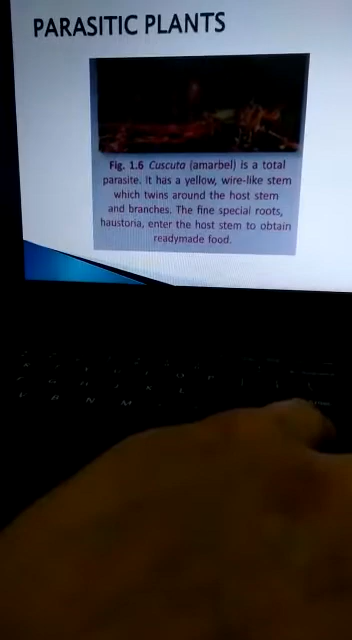 PARASITIC PLANTS
Fig. 1.6 Cuscuta (amarbel) is a total
parasite. It has a yellow, wire-like stem
which twins around the host stem
and branches. The fine special roots,
haustoria, enter the host stem to obtain
readymade food.